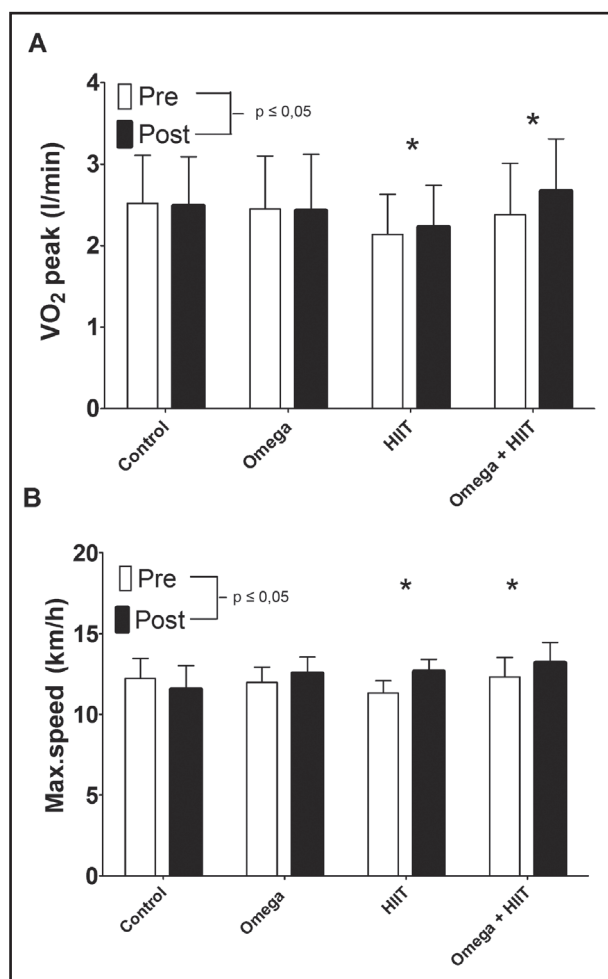 A
VO₂ peak (l/min)
4
3
2
1
0
Pre
Post
p ≤ 0,05
*
*
Control
Omega
HIIT
Omega + HIIT
B
Max.speed (km/h)
20
15
10
5
0
Pre
Post
p ≤ 0,05
*
*
Control
Omega
HIIT
Omega + HIIT